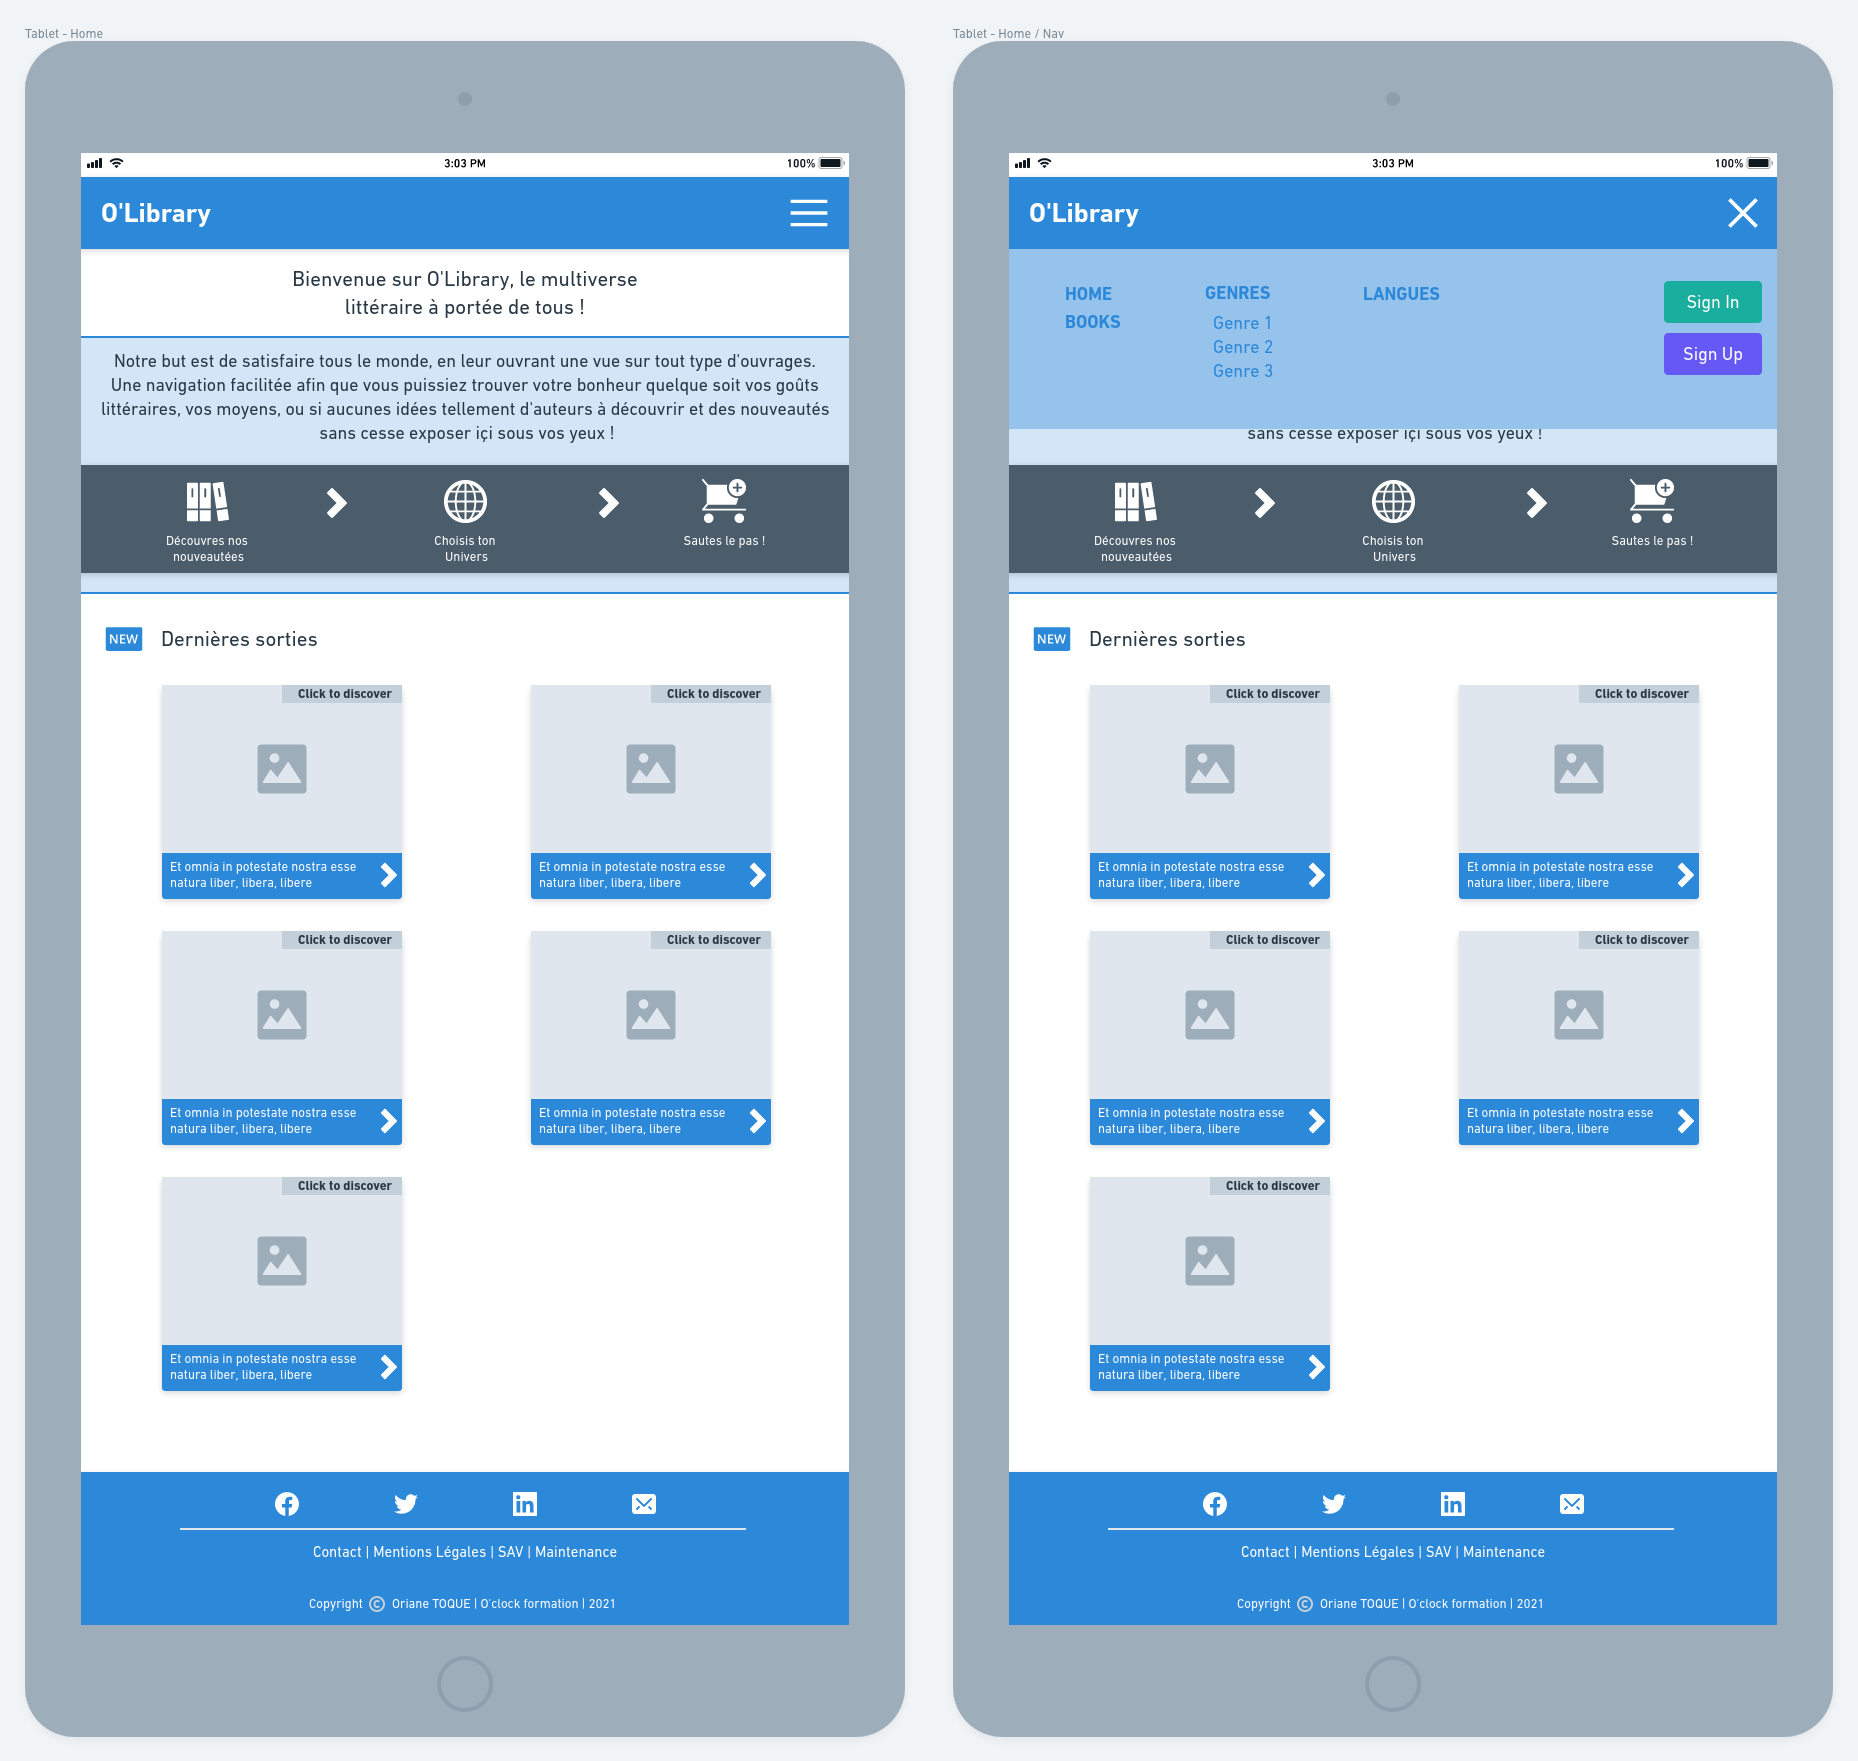 Tablet - Home
3:03 PM
100%
O'Library
Bienvenue sur O'Library, le multiverse
littéraire à portée de tous !
Notre but est de satisfaire tous le monde, en leur ouvrant une vue sur tout type d'ouvrages.
Une navigation facilitée afin que vous puissiez trouver votre bonheur quelque soit vos goûts
littéraires, vos moyens, ou si aucunes idées tellement d'auteurs à découvrir et des nouveautés
sans cesse exposer içi sous vos yeux !
Découvres nos
nouveautées
Choisis ton
Univers
Sautes le pas !
NEW
Dernières sorties
Click to discover
Et omnia in potestate nostra esse
natura liber, libera, libere
Click to discover
Et omnia in potestate nostra esse
natura liber, libera, libere
Click to discover
Et omnia in potestate nostra esse
natura liber, libera, libere
Click to discover
Et omnia in potestate nostra esse
natura liber, libera, libere
Click to discover
Et omnia in potestate nostra esse
natura liber, libera, libere
Contact | Mentions Légales | SAV | Maintenance
Copyright © Oriane TOQUE | O'clock formation | 2021
Tablet - Home / Nav
3:03 PM
100%
O'Library
HOME
BOOKS
GENRES
Genre 1
Genre 2
Genre 3
LANGUES
Sign In
Sign Up
sans cesse exposer içi sous vos yeux !
Découvres nos
nouveautées
Choisis ton
Univers
Sautes le pas !
NEW
Dernières sorties
Click to discover
Et omnia in potestate nostra esse
natura liber, libera, libere
Click to discover
Et omnia in potestate nostra esse
natura liber, libera, libere
Click to discover
Et omnia in potestate nostra esse
natura liber, libera, libere
Click to discover
Et omnia in potestate nostra esse
natura liber, libera, libere
Click to discover
Et omnia in potestate nostra esse
natura liber, libera, libere
Contact | Mentions Légales | SAV | Maintenance
Copyright © Oriane TOQUE | O'clock formation | 2021